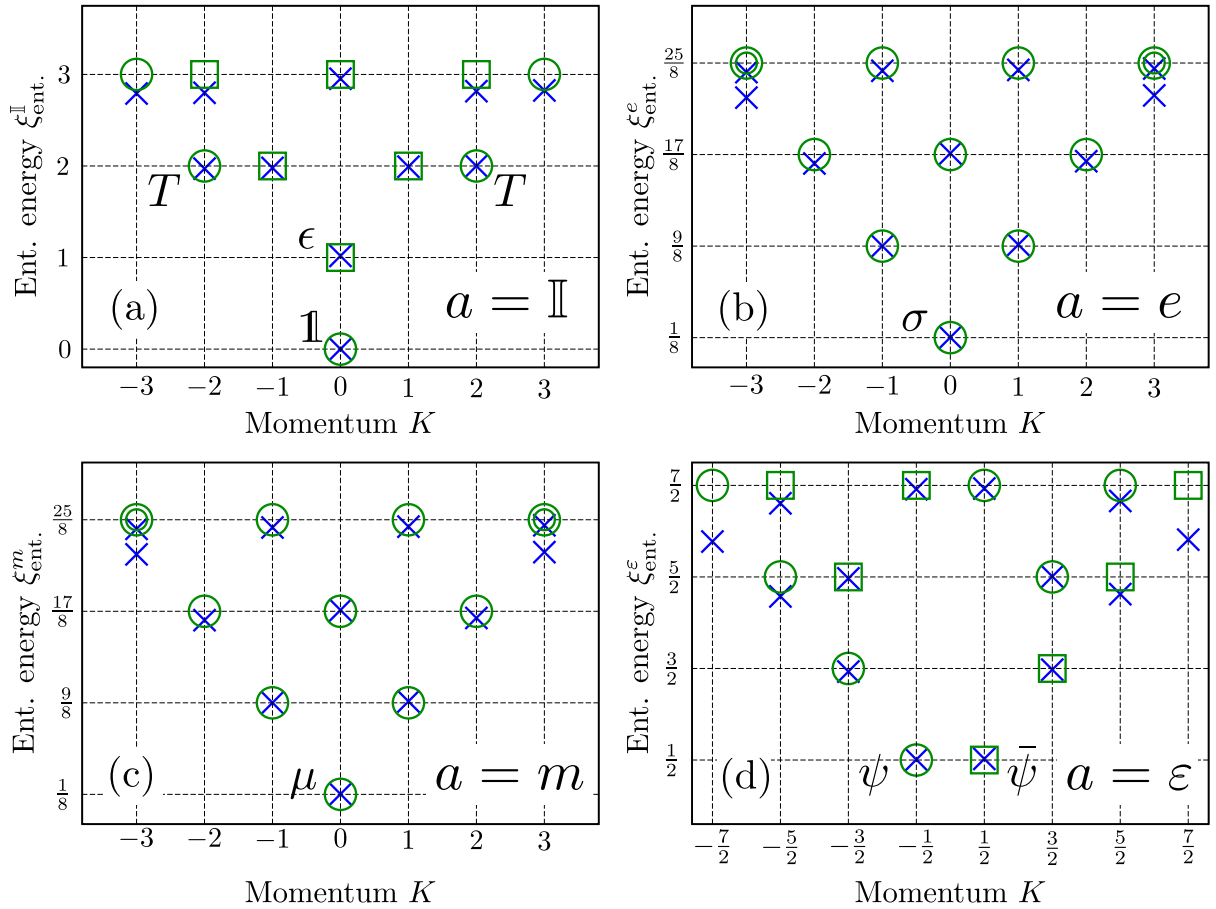 Ent. energy ξ^𝕀_ent.
3
2
1
0
T
T
ϵ
𝟙
(a)
a = 𝕀
−3 −2 −1 0 1 2 3
Momentum K
Ent. energy ξ^e_ent.
25/8
17/8
9/8
1/8
σ
(b)
a = e
−3 −2 −1 0 1 2 3
Momentum K
Ent. energy ξ^m_ent.
25/8
17/8
9/8
1/8
μ
(c)
a = m
−3 −2 −1 0 1 2 3
Momentum K
Ent. energy ξ^ε_ent.
7/2
5/2
3/2
1/2
ψ
ψ̄
(d)
a = ε
−7/2 −5/2 −3/2 −1/2 1/2 3/2 5/2 7/2
Momentum K